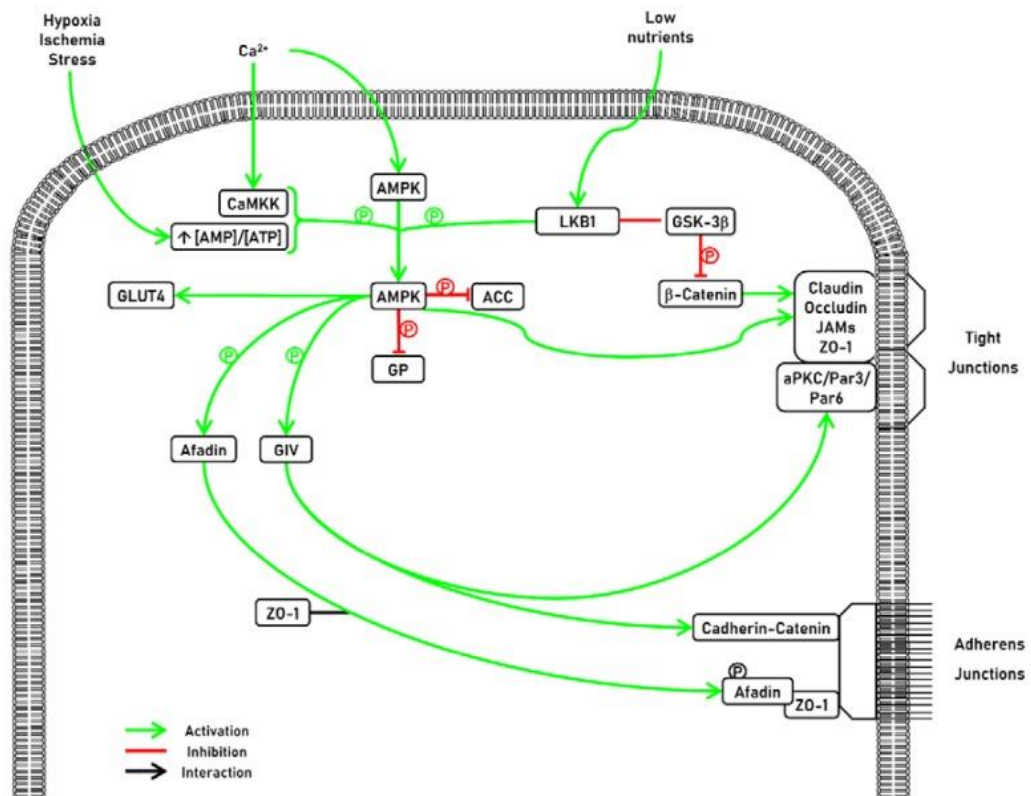 Hypoxia
Ischemia
Stress
Ca²⁺
Low
nutrients
CaMKK
↑ [AMP]/[ATP]
AMPK
P
P
LKB1
GSK-3β
P
β-Catenin
GLUT4
AMPK
P
ACC
P
GP
Claudin
Occludin
JAMs
ZO-1
aPKC/Par3/
Par6
Tight
Junctions
P
P
Afadin
GIV
ZO-1
Cadherin-Catenin
P
Afadin
ZO-1
Adherens
Junctions
Activation
Inhibition
Interaction